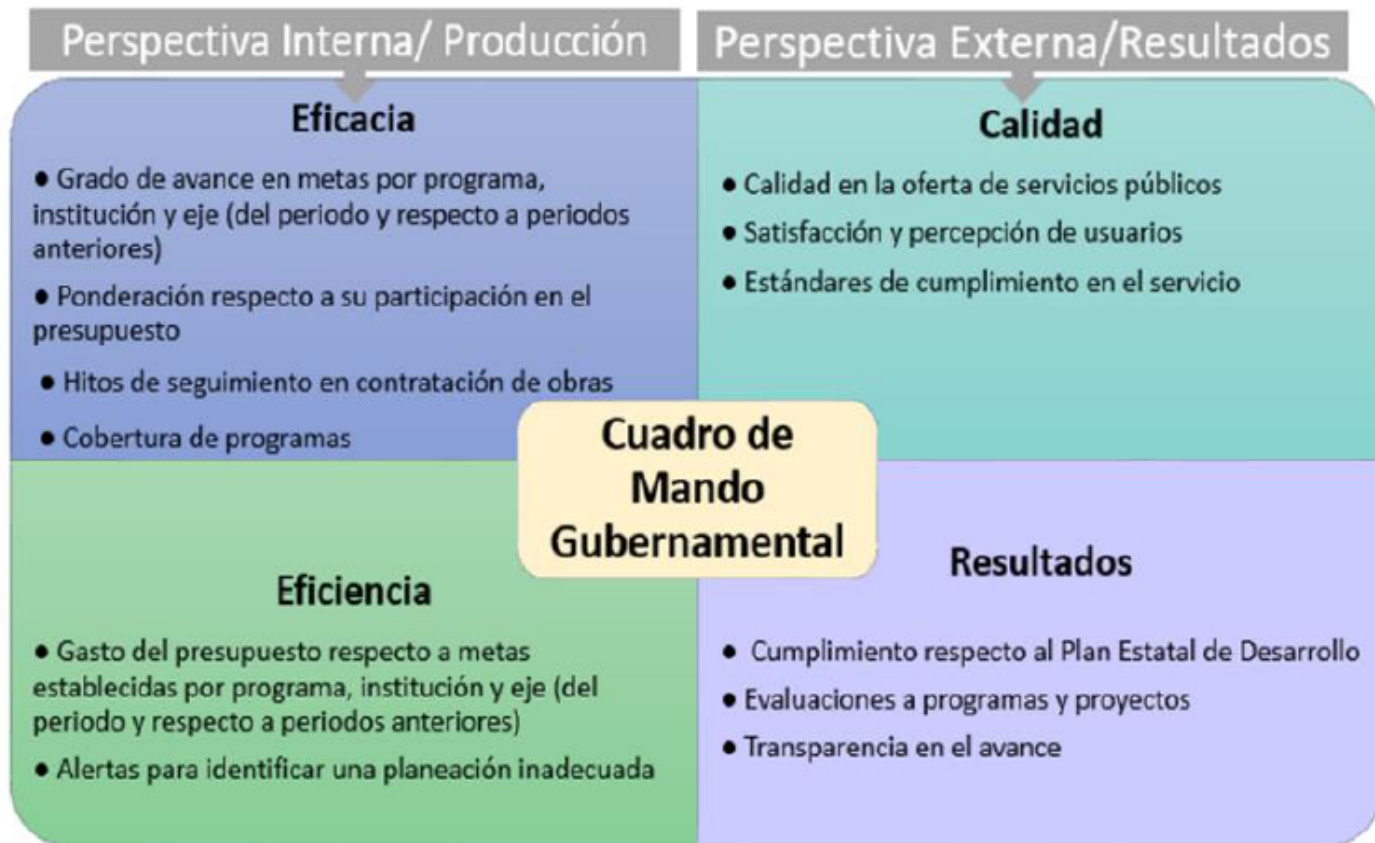 Perspectiva Interna/ Producción
Perspectiva Externa/Resultados
Eficacia
● Grado de avance en metas por programa,
institución y eje (del periodo y respecto a periodos
anteriores)
● Ponderación respecto a su participación en el
presupuesto
● Hitos de seguimiento en contratación de obras
● Cobertura de programas
Calidad
● Calidad en la oferta de servicios públicos
● Satisfacción y percepción de usuarios
● Estándares de cumplimiento en el servicio
Cuadro de
Mando
Gubernamental
Eficiencia
● Gasto del presupuesto respecto a metas
establecidas por programa, institución y eje (del
periodo y respecto a periodos anteriores)
● Alertas para identificar una planeación inadecuada
Resultados
● Cumplimiento respecto al Plan Estatal de Desarrollo
● Evaluaciones a programas y proyectos
● Transparencia en el avance